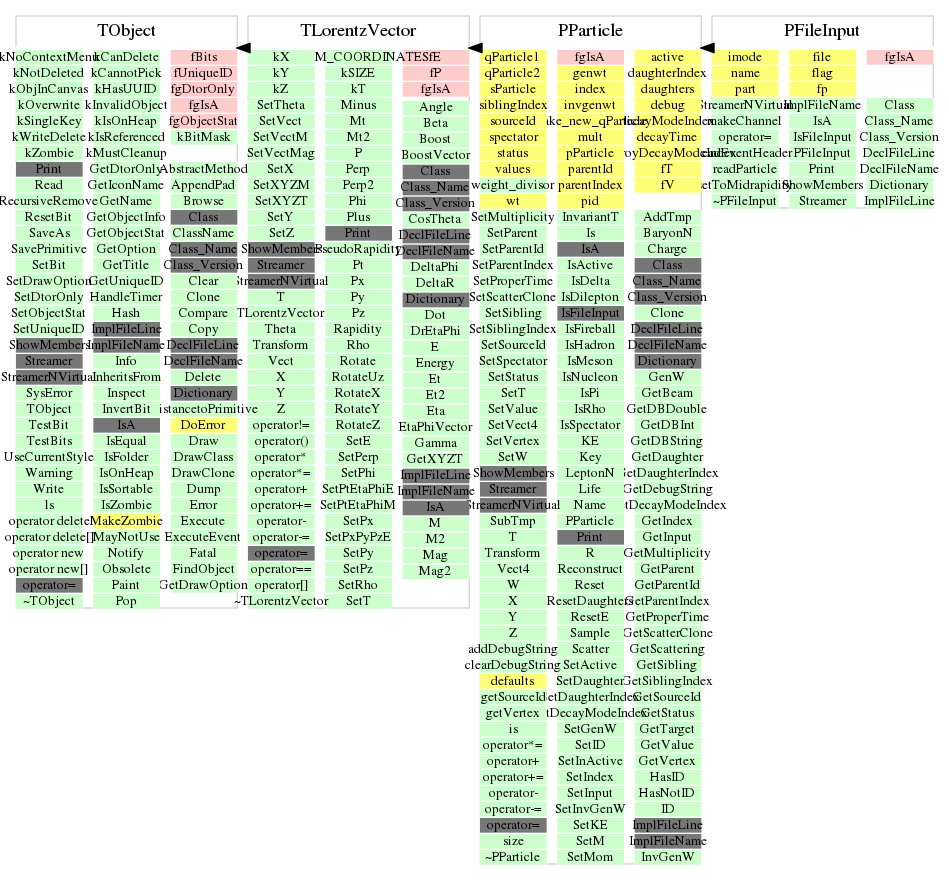 TObject
kNoContextMenu
kNotDeleted
kObjInCanvas
kOverwrite
kSingleKey
kWriteDelete
kZombie
Print
Read
RecursiveRemove
ResetBit
SaveAs
SavePrimitive
SetBit
SetDrawOption
SetDtorOnly
SetObjectStat
SetUniqueID
ShowMembers
Streamer
StreamerNVirtual
SysError
TObject
TestBit
TestBits
UseCurrentStyle
Warning
Write
ls
operator delete
operator delete[]
operator new
operator new[]
operator=
~TObject
kCanDelete
kCannotPick
kHasUUID
kInvalidObject
kIsOnHeap
kIsReferenced
kMustCleanup
GetDtorOnly
GetIconName
GetName
GetObjectInfo
GetObjectStat
GetOption
GetTitle
GetUniqueID
HandleTimer
Hash
ImplFileLine
ImplFileName
Info
InheritsFrom
Inspect
InvertBit
IsA
IsEqual
IsFolder
IsOnHeap
IsSortable
IsZombie
MakeZombie
MayNotUse
Notify
Obsolete
Paint
Pop
fBits
fUniqueID
fgDtorOnly
fgIsA
fgObjectStat
kBitMask
AbstractMethod
AppendPad
Browse
Class
ClassName
Class_Name
Class_Version
Clear
Clone
Compare
Copy
DeclFileLine
DeclFileName
Delete
Dictionary
istancetoPrimitive
DoError
Draw
DrawClass
DrawClone
Dump
Error
Execute
ExecuteEvent
Fatal
FindObject
GetDrawOption
TLorentzVector
kX
kY
kZ
SetTheta
SetVect
SetVectM
SetVectMag
SetX
SetXYZM
SetXYZT
SetY
SetZ
ShowMembers
Streamer
StreamerNVirtual
T
TLorentzVector
Theta
Transform
Vect
X
Y
Z
operator!=
operator()
operator*
operator*=
operator+
operator+=
operator-
operator-=
operator=
operator==
operator[]
~TLorentzVector
M_COORDINATES
kSIZE
kT
Minus
Mt
Mt2
P
Perp
Perp2
Phi
Plus
Print
PseudoRapidity
Pt
Px
Py
Pz
Rapidity
Rho
Rotate
RotateUz
RotateX
RotateY
RotateZ
SetE
SetPerp
SetPhi
SetPtEtaPhiE
SetPtEtaPhiM
SetPx
SetPxPyPzE
SetPy
SetPz
SetRho
SetT
fE
fP
fgIsA
Angle
Beta
Boost
BoostVector
Class
Class_Name
Class_Version
CosTheta
DeclFileLine
DeclFileName
DeltaPhi
DeltaR
Dictionary
Dot
DrEtaPhi
E
Energy
Et
Et2
Eta
EtaPhiVector
Gamma
GetXYZT
ImplFileLine
ImplFileName
IsA
M
M2
Mag
Mag2
PParticle
qParticle1
qParticle2
sParticle
siblingIndex
sourceId
spectator
status
values
weight_divisor
wt
SetMultiplicity
SetParent
SetParentId
SetParentIndex
SetProperTime
SetScatterClone
SetSibling
SetSiblingIndex
SetSourceId
SetSpectator
SetStatus
SetT
SetValue
SetVect4
SetVertex
SetW
ShowMembers
Streamer
StreamerNVirtual
SubTmp
T
Transform
Vect4
W
X
Y
Z
addDebugString
clearDebugString
defaults
getSourceId
getVertex
is
operator*=
operator+
operator+=
operator-
operator-=
operator=
size
~PParticle
fgIsA
genwt
index
invgenwt
mult
pParticle
parentId
parentIndex
pid
InvariantT
Is
IsA
IsActive
IsDelta
IsDilepton
IsFileInput
IsFireball
IsHadron
IsMeson
IsNucleon
IsPi
IsRho
IsSpectator
KE
Key
LeptonN
Life
Name
PParticle
Print
R
Reconstruct
Reset
ResetDaughters
ResetE
Sample
Scatter
SetActive
SetDaughter
etDaughterIndex
tDecayModeIndex
SetGenW
SetID
SetInActive
SetIndex
SetInput
SetInvGenW
SetKE
SetM
SetMom
active
daughterIndex
daughters
debug
decayTime
fT
fV
AddTmp
BaryonN
Charge
Class
Class_Name
Class_Version
Clone
DeclFileLine
DeclFileName
Dictionary
GenW
GetBeam
GetDBDouble
GetDBInt
GetDBString
GetDaughter
GetDaughterIndex
GetDebugString
tDecayModeIndex
GetIndex
GetInput
GetMultiplicity
GetParent
GetParentId
GetParentIndex
GetProperTime
GetScatterClone
GetScattering
GetSibling
GetSiblingIndex
GetSourceId
GetStatus
GetTarget
GetValue
GetVertex
HasID
HasNotID
ID
ImplFileLine
ImplFileName
InvGenW
PFileInput
imode
name
part
StreamerNVirtual
makeChannel
operator=
readParticle
setToMidrapidity
~PFileInput
file
flag
fp
ImplFileName
IsA
IsFileInput
PFileInput
Print
ShowMembers
Streamer
fgIsA
Class
Class_Name
Class_Version
DeclFileLine
DeclFileName
Dictionary
ImplFileLine